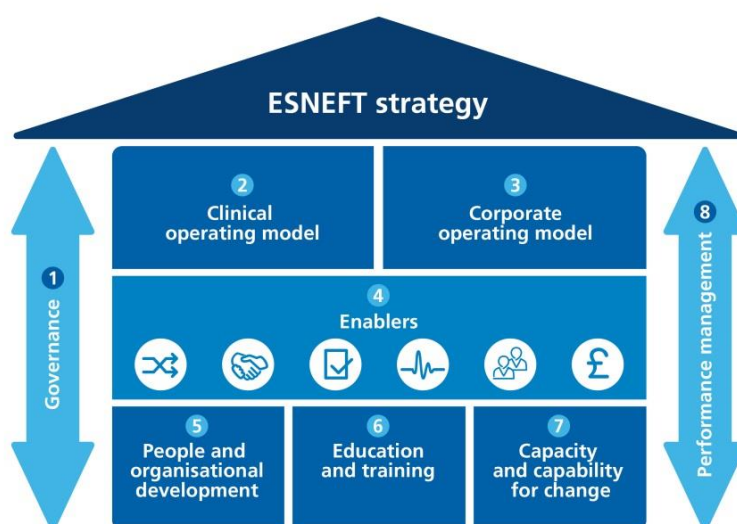 ESNEFT strategy
1
Governance
2
Clinical
operating model
3
Corporate
operating model
4
Enablers
£
5
People and
organisational
development
6
Education
and training
7
Capacity
and capability
for change
8
Performance management